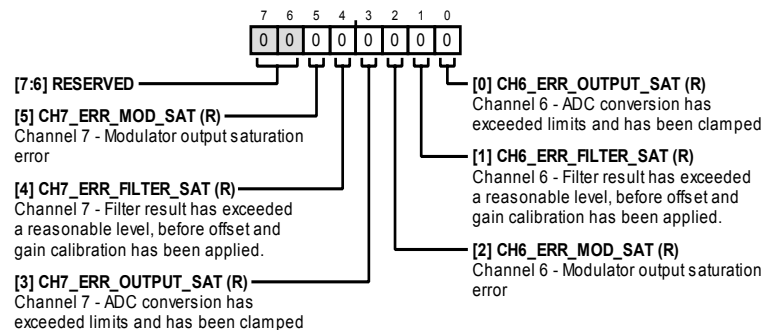 7 6 5 4 3 2 1 0
0 0 0 0 0 0 0 0
[7:6] RESERVED
[5] CH7_ERR_MOD_SAT (R)
Channel 7 - Modulator output saturation
error
[4] CH7_ERR_FILTER_SAT (R)
Channel 7 - Filter result has exceeded
a reasonable level, before offset and
gain calibration has been applied.
[3] CH7_ERR_OUTPUT_SAT (R)
Channel 7 - ADC conversion has
exceeded limits and has been clamped
[0] CH6_ERR_OUTPUT_SAT (R)
Channel 6 - ADC conversion has
exceeded limits and has been clamped
[1] CH6_ERR_FILTER_SAT (R)
Channel 6 - Filter result has exceeded
a reasonable level, before offset and
gain calibration has been applied.
[2] CH6_ERR_MOD_SAT (R)
Channel 6 - Modulator output saturation
error